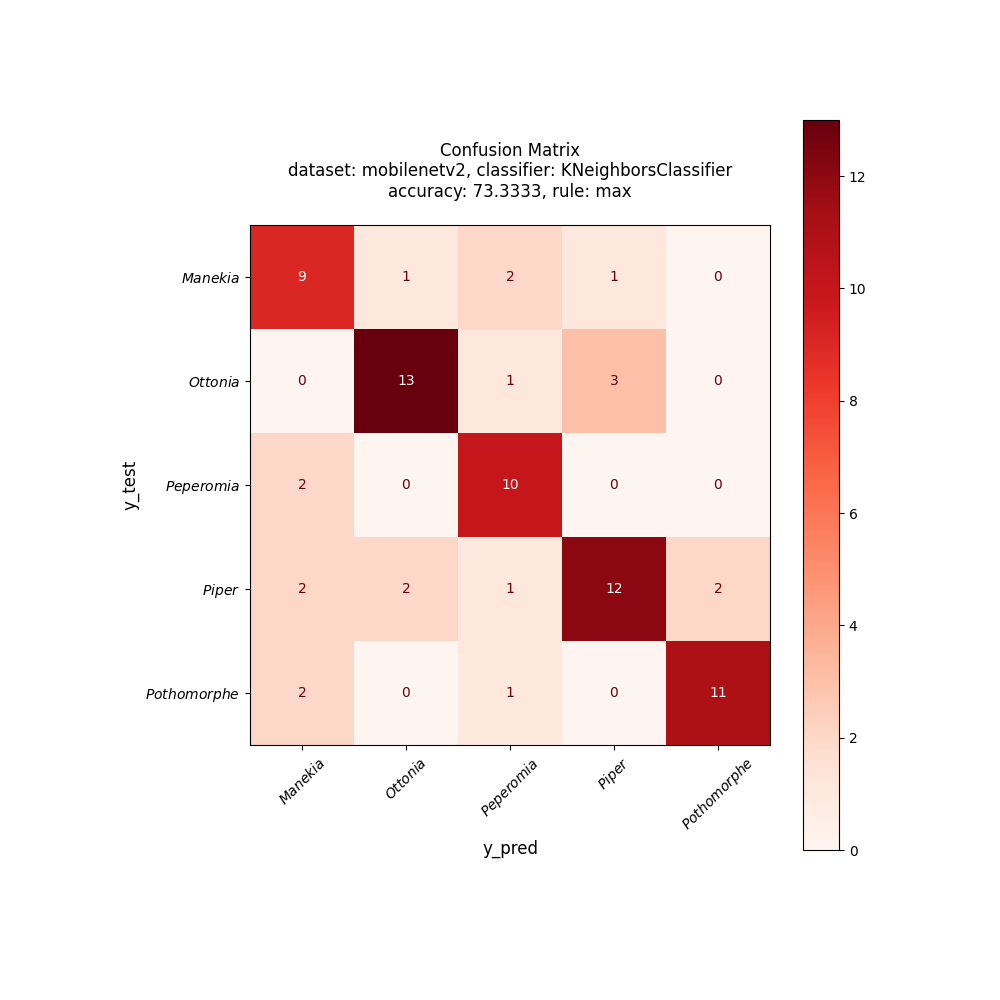 Confusion Matrix
dataset: mobilenetv2, classifier: KNeighborsClassifier
accuracy: 73.3333, rule: max
Manekia 9 1 2 1 0
Ottonia 0 13 1 3 0
Peperomia 2 0 10 0 0
Piper 2 2 1 12 2
Pothomorphe 2 0 1 0 11
Manekia Ottonia Peperomia Piper Pothomorphe
y_test
y_pred
12
10
8
6
4
2
0